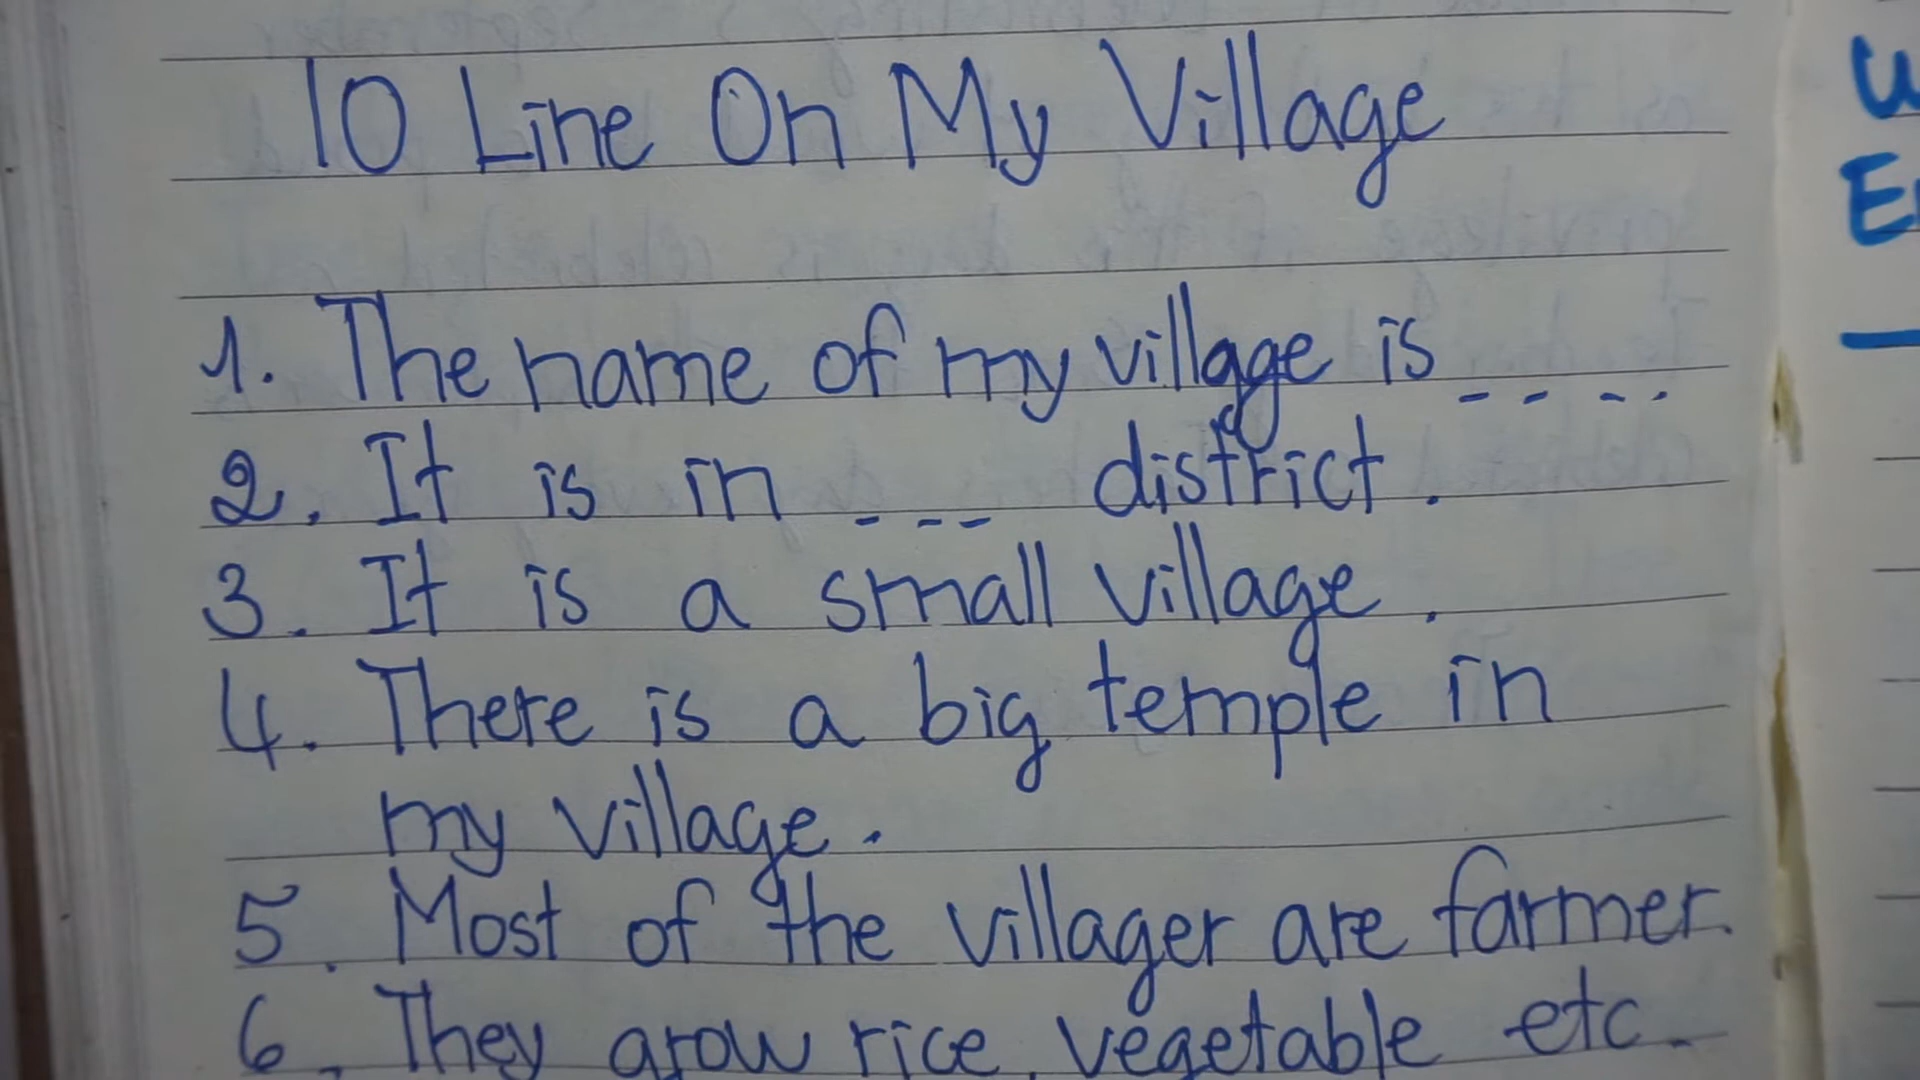 10 Line On My Village
1. The name of my village is ----
2. It is in --- district.
3. It is a small village.
4. There is a big temple in
my village.
5. Most of the villager are farmer.
6. They grow rice, vegetable etc.